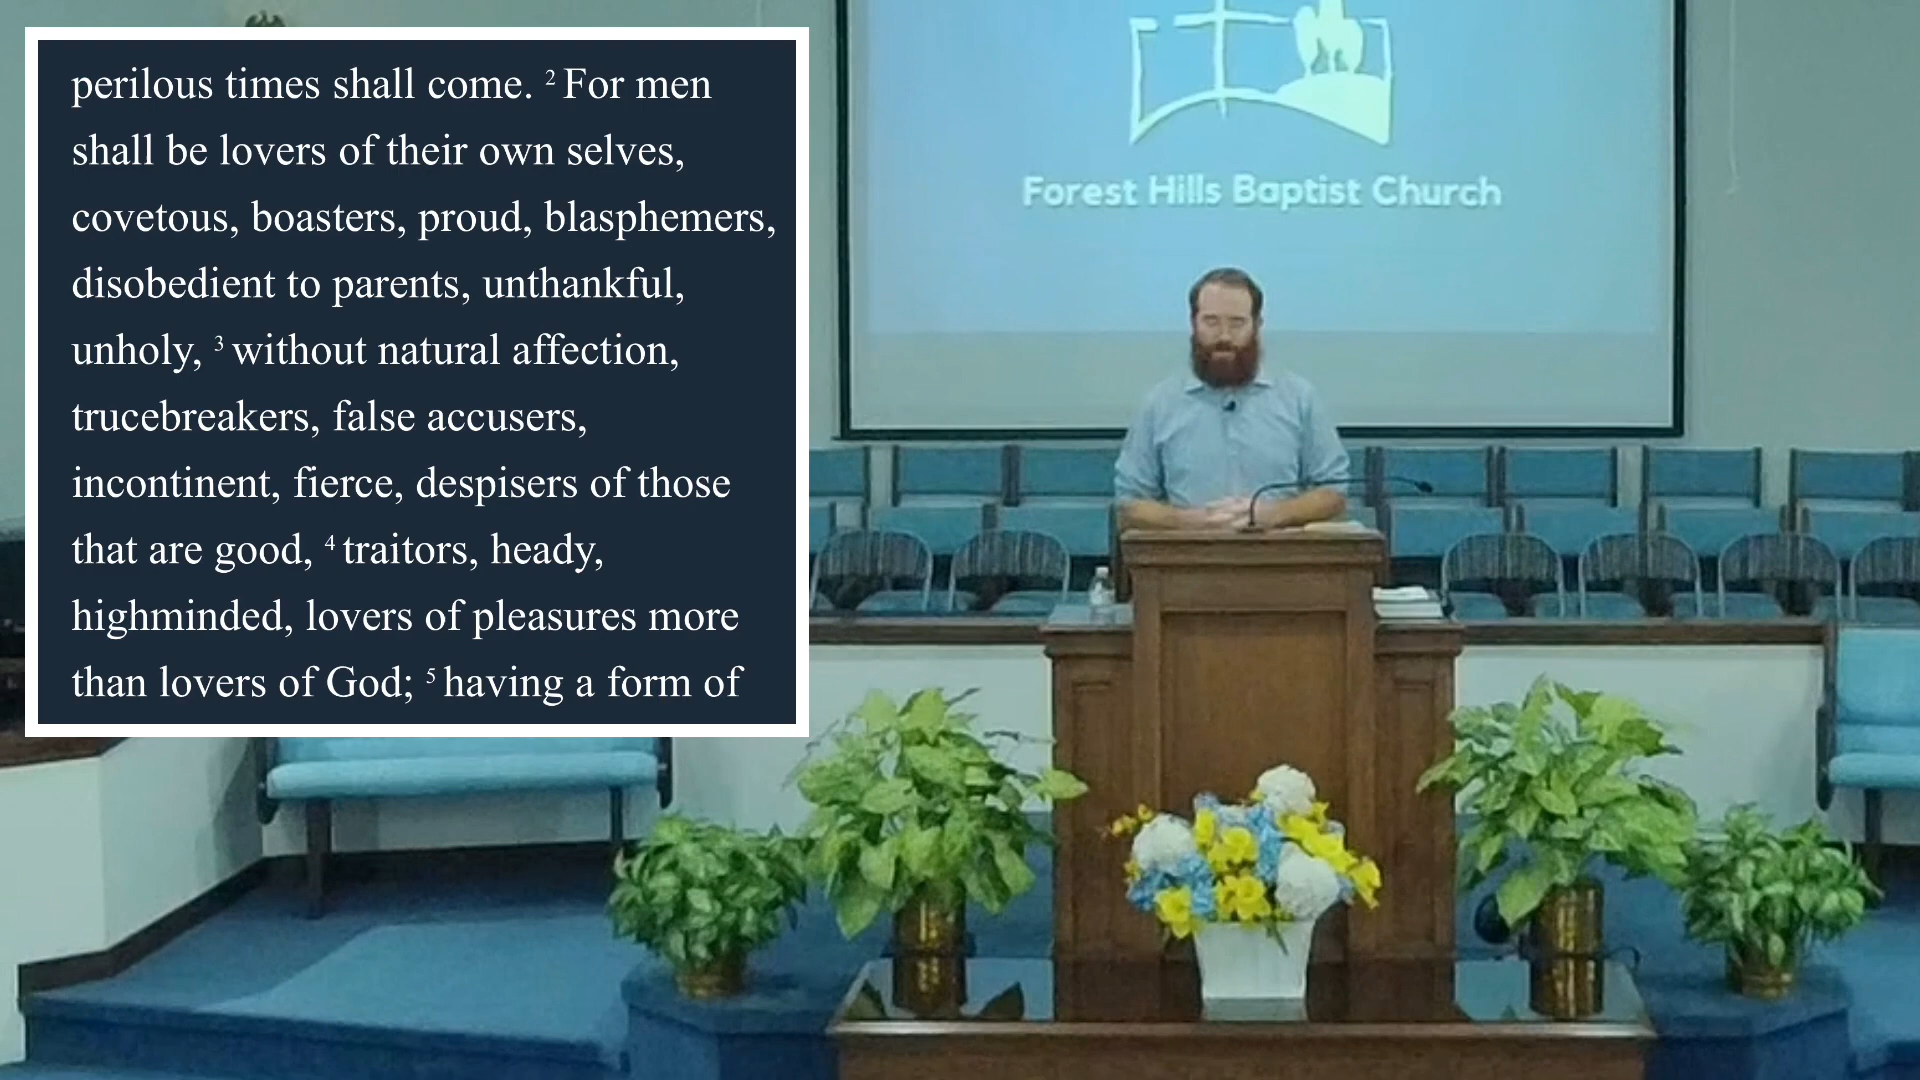 perilous times shall come. 2 For men
shall be lovers of their own selves,
covetous, boasters, proud, blasphemers,
disobedient to parents, unthankful,
unholy, 3 without natural affection,
trucebreakers, false accusers,
incontinent, fierce, despisers of those
that are good, 4 traitors, heady,
highminded, lovers of pleasures more
than lovers of God; 5 having a form of
Forest Hills Baptist Church